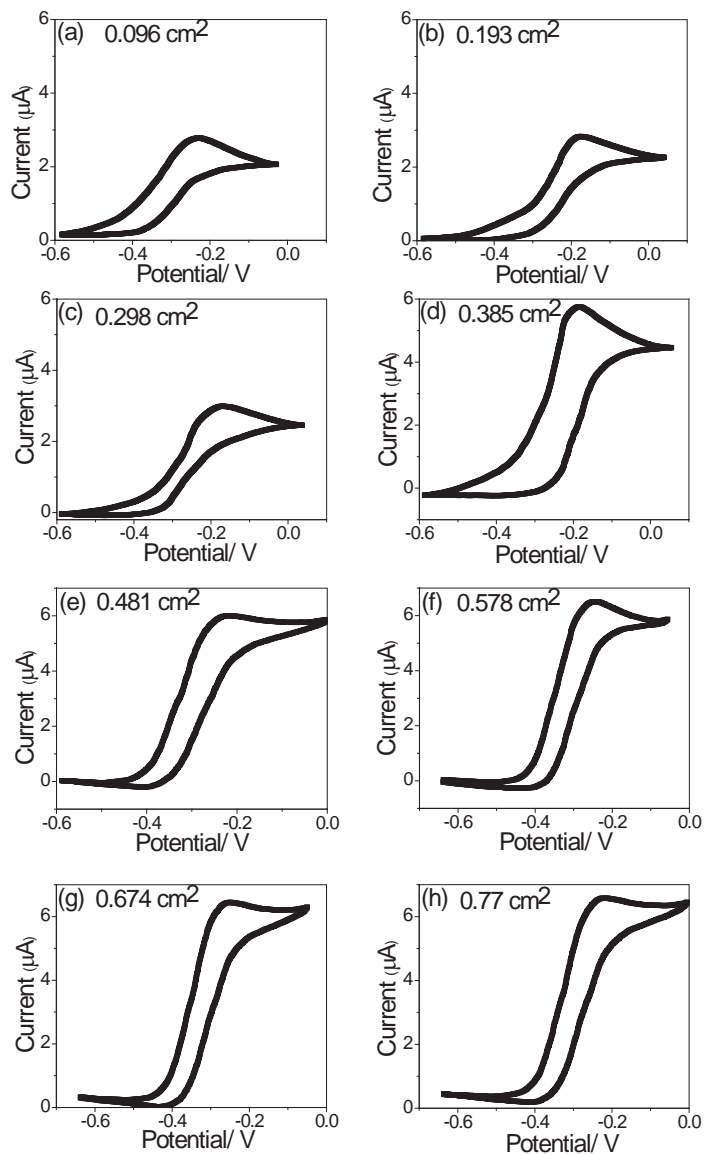 (a) 0.096 cm2
6
4
2
0
-0.6 -0.4 -0.2 0.0
Current (µA)
Potential/ V
(b) 0.193 cm2
6
4
2
0
-0.6 -0.4 -0.2 0.0
Current (µA)
Potential/ V
(c) 0.298 cm2
6
4
2
0
-0.6 -0.4 -0.2 0.0
Current (µA)
Potential/ V
(d) 0.385 cm2
6
4
2
0
-0.6 -0.4 -0.2 0.0
Current (µA)
Potential/ V
(e) 0.481 cm2
6
4
2
0
-0.6 -0.4 -0.2 0.0
Current (µA)
Potential/ V
(f) 0.578 cm2
6
4
2
0
-0.6 -0.4 -0.2 0.0
Current (µA)
Potential/ V
(g) 0.674 cm2
6
4
2
0
-0.6 -0.4 -0.2 0.0
Current (µA)
Potential/ V
(h) 0.77 cm2
6
4
2
0
-0.6 -0.4 -0.2 0.0
Current (µA)
Potential/ V